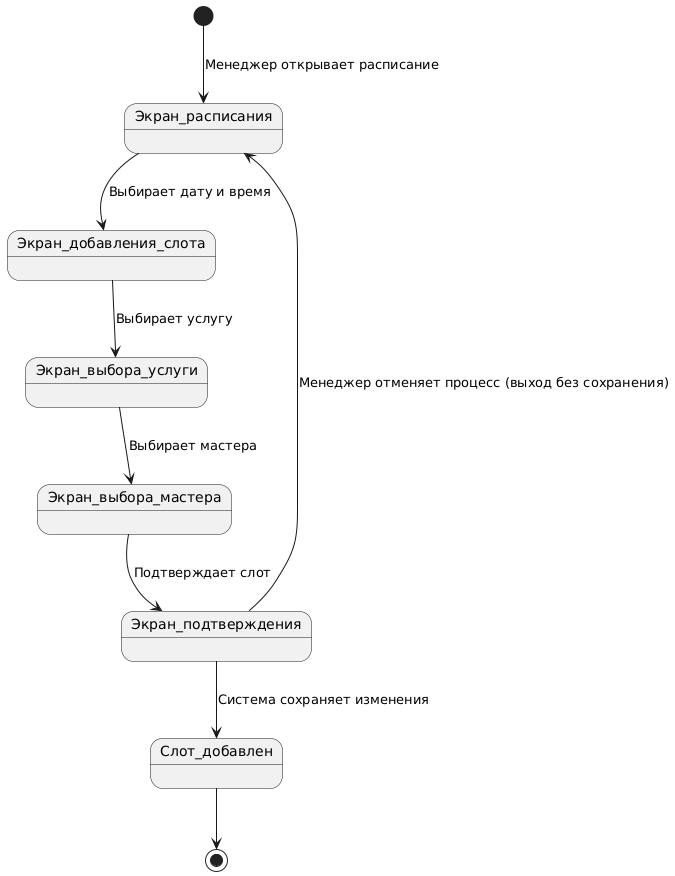 Менеджер открывает расписание
Экран_расписания
Выбирает дату и время
Экран_добавления_слота
Выбирает услугу
Экран_выбора_услуги
Менеджер отменяет процесс (выход без сохранения)
Выбирает мастера
Экран_выбора_мастера
Подтверждает слот
Экран_подтверждения
Система сохраняет изменения
Слот_добавлен